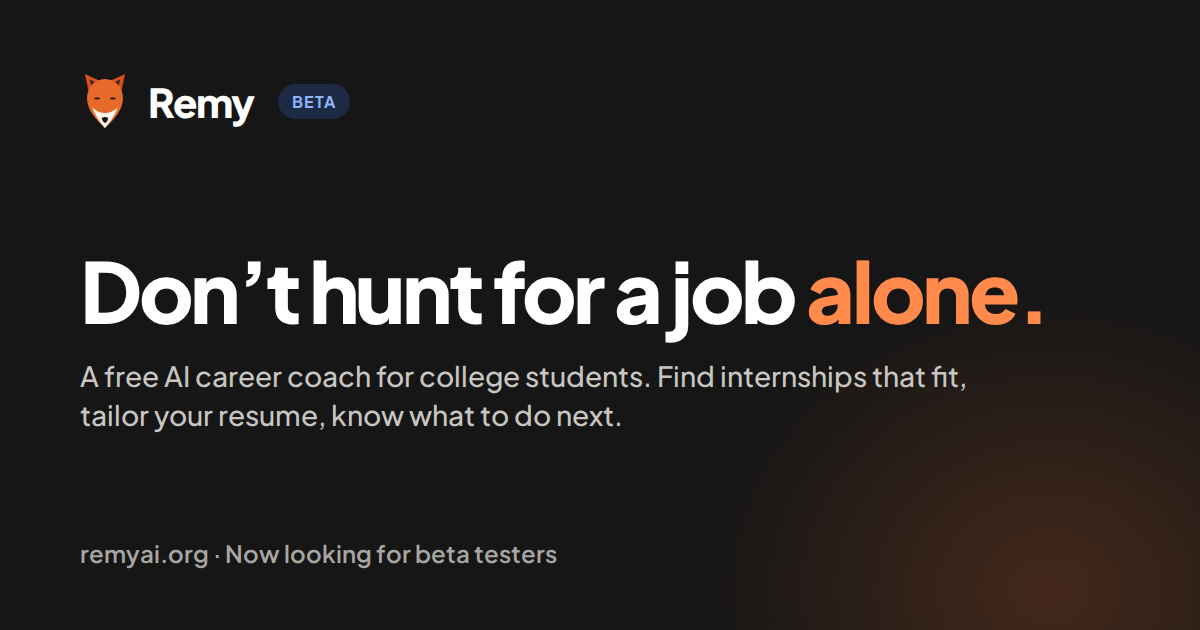 Remy BETA
Don’t hunt for a job alone.
A free AI career coach for college students. Find internships that fit,
tailor your resume, know what to do next.
remyai.org · Now looking for beta testers